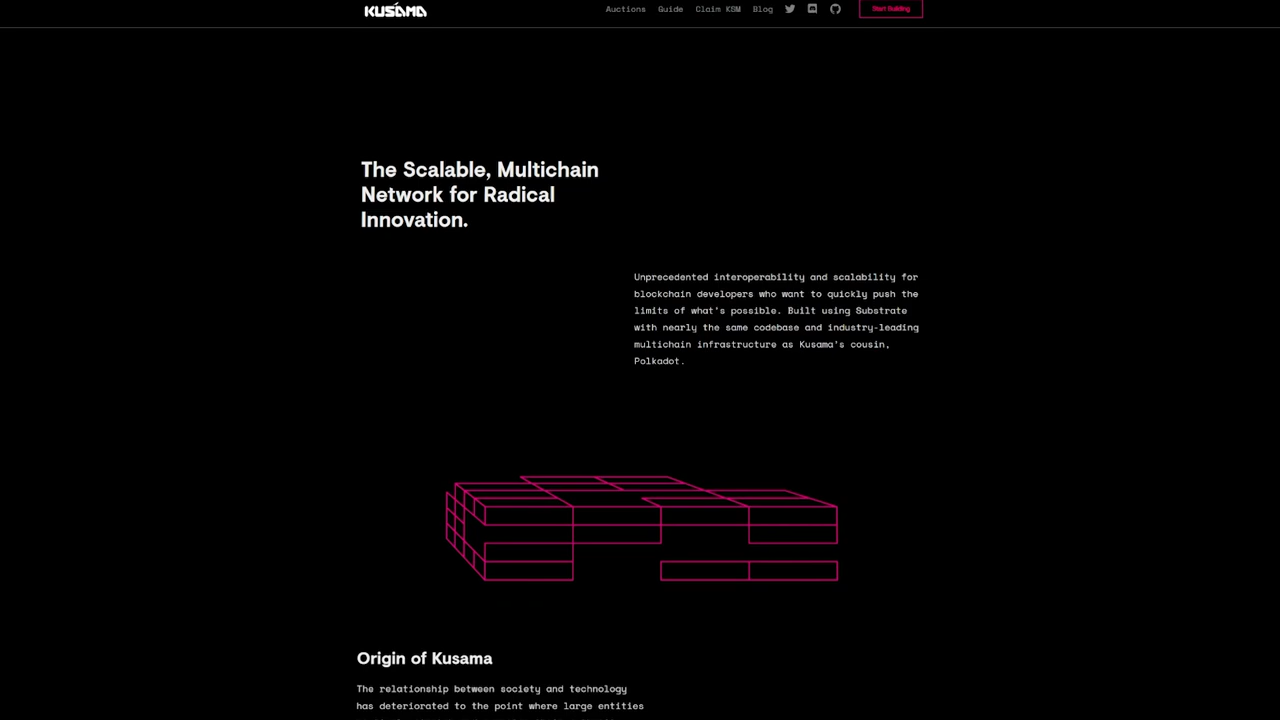 KUSAMA
Auctions Guide Claim KSM Blog
Start Building
The Scalable, Multichain
Network for Radical
Innovation.
Unprecedented interoperability and scalability for
blockchain developers who want to quickly push the
limits of what's possible. Built using Substrate
with nearly the same codebase and industry-leading
multichain infrastructure as Kusama's cousin,
Polkadot.
Origin of Kusama
The relationship between society and technology
has deteriorated to the point where large entities